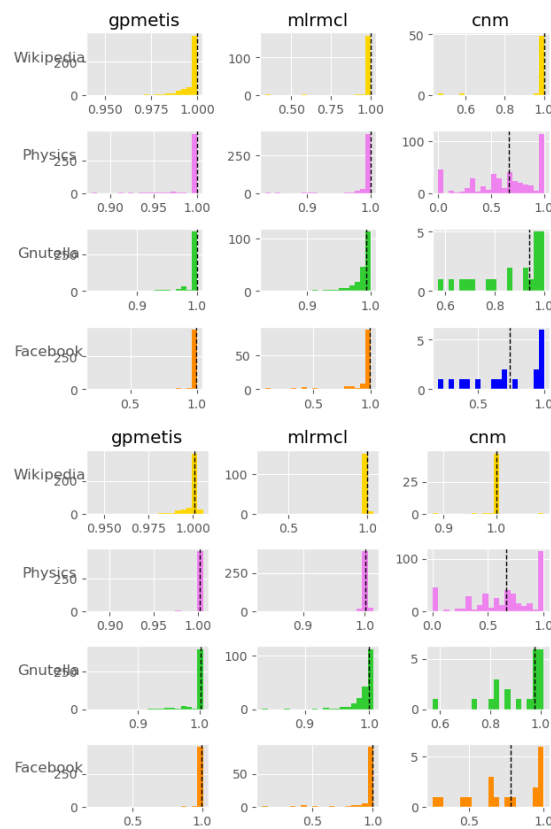 gpmetis mlrmcl cnm
Wikipedia 200 0 100 0 50 0
0.950 0.975 1.000 0.50 0.75 1.00 0.6 0.8 1.0
Physics 250 0 250 0 100 0
0.90 0.95 1.00 0.9 1.0 0.0 0.5 1.0
Gnutella 250 0 100 0 5 0
0.9 1.0 0.9 1.0 0.6 0.7 0.8 0.9 1.0
Facebook 250 0 50 0 5 0
0.5 1.0 0.5 1.0 0.5 1.0
gpmetis mlrmcl cnm
Wikipedia 200 0 100 0 25 0
0.950 0.975 1.000 0.5 1.0 0.9 1.0
Physics 250 0 200 0 100 0
0.90 0.95 1.00 0.9 1.0 0.0 0.5 1.0
Gnutella 250 0 100 0 5 0
0.9 1.0 0.9 1.0 0.6 0.8 1.0
Facebook 250 0 50 0 5 0
0.5 1.0 0.5 1.0 0.5 1.0